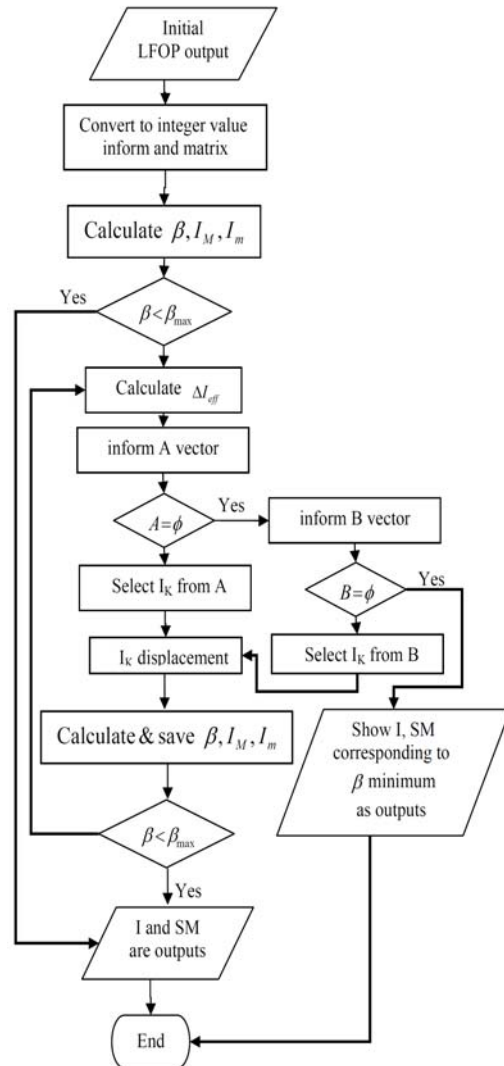 Initial
LFOP output
Convert to integer value
inform and matrix
Calculate β, I_M, I_m
Yes
β < β_max
Calculate ΔI_eff
inform A vector
A=ϕ
Yes
inform B vector
Select I_K from A
B=ϕ
Yes
I_K displacement
Select I_K from B
Calculate & save β, I_M, I_m
Show I, SM
corresponding to
β minimum
as outputs
β < β_max
Yes
I and SM
are outputs
End